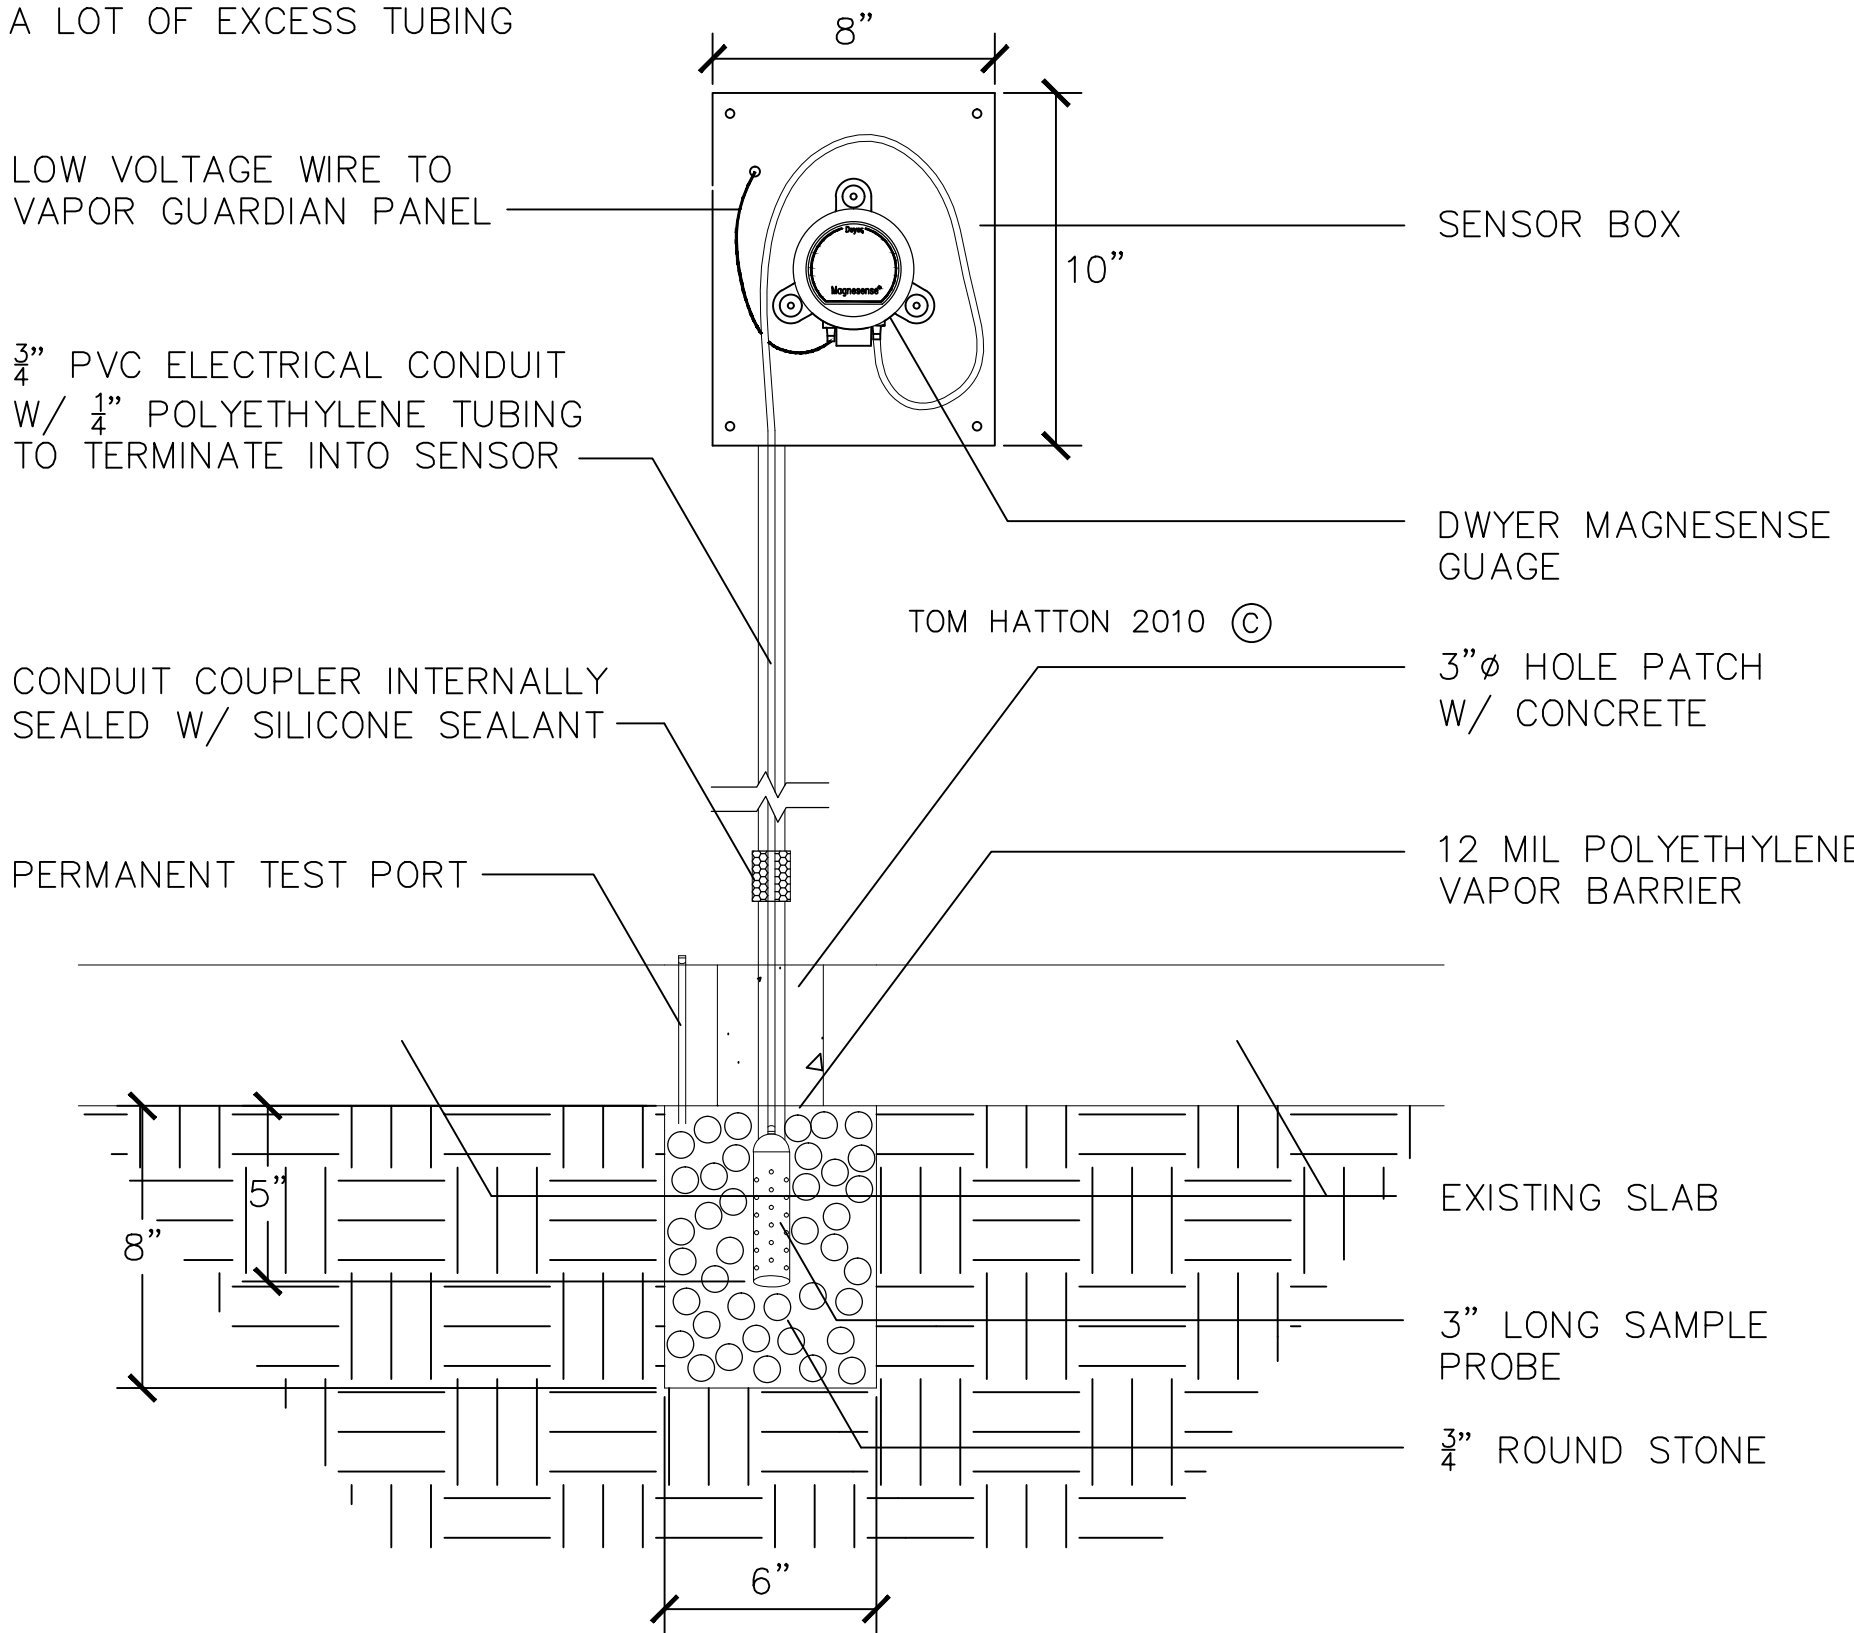 A LOT OF EXCESS TUBING
8”
LOW VOLTAGE WIRE TO
VAPOR GUARDIAN PANEL
Dwyer
Magnesense
SENSOR BOX
10”
3/4” PVC ELECTRICAL CONDUIT
W/ 1/4” POLYETHYLENE TUBING
TO TERMINATE INTO SENSOR
DWYER MAGNESENSE
GUAGE
TOM HATTON 2010 ©
3”ø HOLE PATCH
W/ CONCRETE
CONDUIT COUPLER INTERNALLY
SEALED W/ SILICONE SEALANT
12 MIL POLYETHYLENE
VAPOR BARRIER
PERMANENT TEST PORT
5”
8”
EXISTING SLAB
3” LONG SAMPLE
PROBE
3/4” ROUND STONE
6”